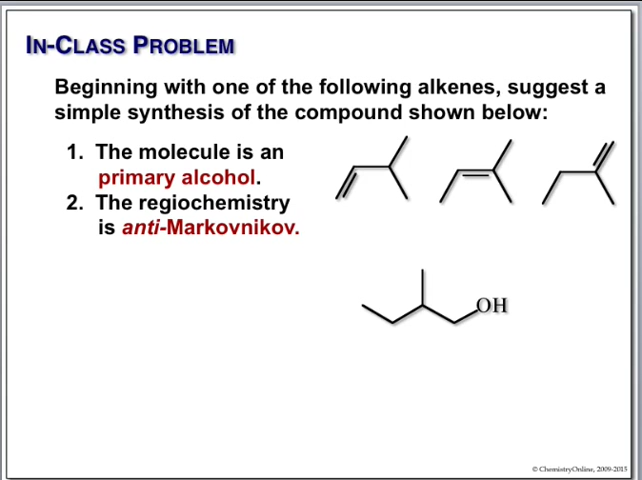 IN-CLASS PROBLEM
Beginning with one of the following alkenes, suggest a
simple synthesis of the compound shown below:
1. The molecule is an
primary alcohol.
2. The regiochemistry
is anti-Markovnikov.
OH
© ChemistryOnline, 2009-2015